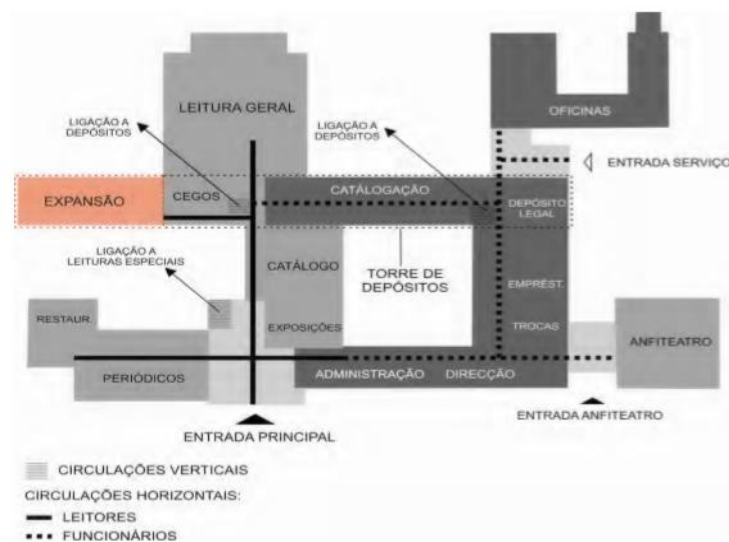 LEITURA GERAL
OFICINAS
LIGAÇÃO A
DEPÓSITOS
LIGAÇÃO A
DEPÓSITOS
ENTRADA SERVIÇO
EXPANSÃO
CEGOS
CATÁLOGAÇÃO
DEPÓSITO
LEGAL
LIGAÇÃO A
LEITURAS ESPECIAIS
CATÁLOGO
TORRE DE
DEPÓSITOS
EMPRÉST.
RESTAUR.
EXPOSIÇÕES
TROCAS
ANFITEATRO
PERIÓDICOS
ADMINISTRAÇÃO
DIRECÇÃO
ENTRADA PRINCIPAL
ENTRADA ANFITEATRO
CIRCULAÇÕES VERTICAIS
CIRCULAÇÕES HORIZONTAIS:
LEITORES
FUNCIONÁRIOS